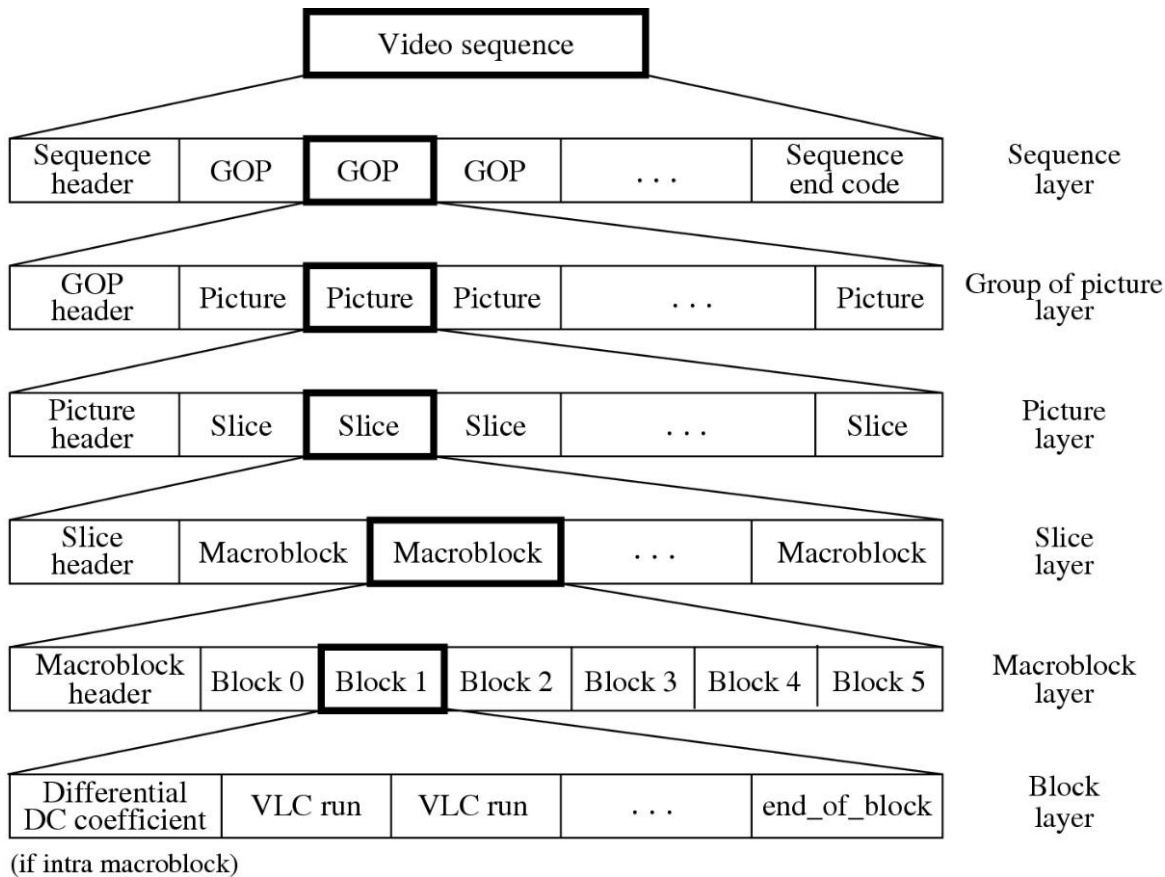 Video sequence
Sequence header GOP GOP GOP . . . Sequence end code Sequence layer
GOP header Picture Picture Picture . . . Picture Group of picture layer
Picture header Slice Slice Slice . . . Slice Picture layer
Slice header Macroblock Macroblock . . . Macroblock Slice layer
Macroblock header Block 0 Block 1 Block 2 Block 3 Block 4 Block 5 Macroblock layer
Differential DC coefficient VLC run VLC run . . . end_of_block Block layer
(if intra macroblock)